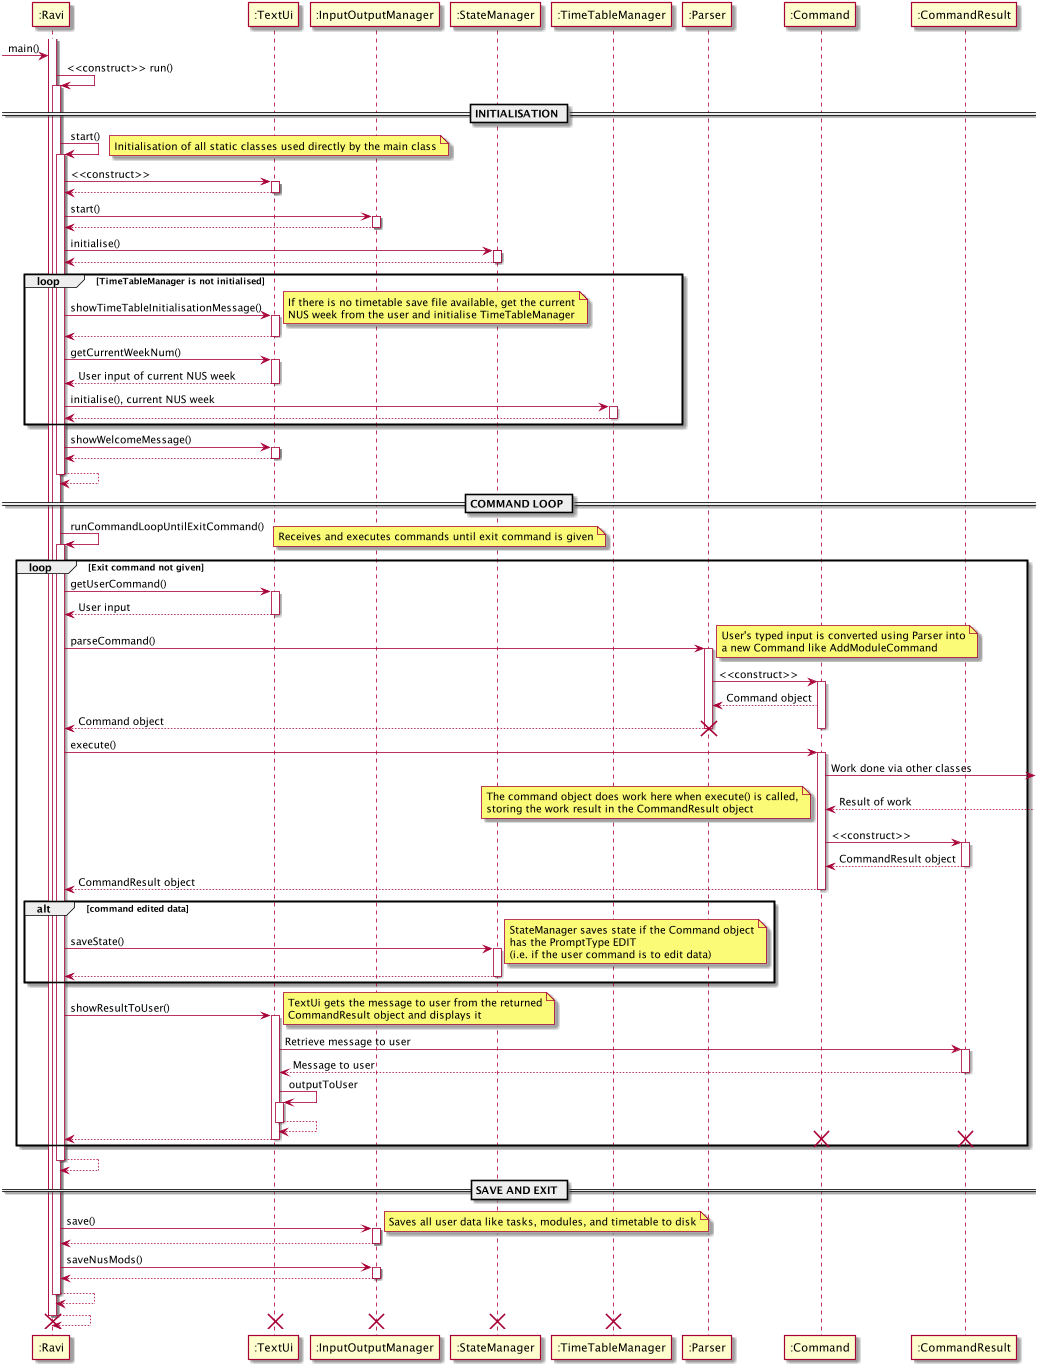 :Ravi
:TextUi
:InputOutputManager
:StateManager
:TimeTableManager
:Parser
:Command
:CommandResult
main()
<<construct>> run()
INITIALISATION
start()
Initialisation of all static classes used directly by the main class
<<construct>>
start()
initialise()
loop
[TimeTableManager is not initialised]
showTimeTableInitialisationMessage()
If there is no timetable save file available, get the current
NUS week from the user and initialise TimeTableManager
getCurrentWeekNum()
User input of current NUS week
initialise(), current NUS week
showWelcomeMessage()
COMMAND LOOP
runCommandLoopUntilExitCommand()
Receives and executes commands until exit command is given
loop
[Exit command not given]
getUserCommand()
User input
parseCommand()
User's typed input is converted using Parser into
a new Command like AddModuleCommand
<<construct>>
Command object
Command object
execute()
Work done via other classes
The command object does work here when execute() is called,
storing the work result in the CommandResult object
Result of work
<<construct>>
CommandResult object
CommandResult object
alt
[command edited data]
saveState()
StateManager saves state if the Command object
has the PromptType EDIT
(i.e. if the user command is to edit data)
showResultToUser()
TextUi gets the message to user from the returned
CommandResult object and displays it
Retrieve message to user
Message to user
outputToUser
SAVE AND EXIT
save()
Saves all user data like tasks, modules, and timetable to disk
saveNusMods()
:Ravi
:TextUi
:InputOutputManager
:StateManager
:TimeTableManager
:Parser
:Command
:CommandResult